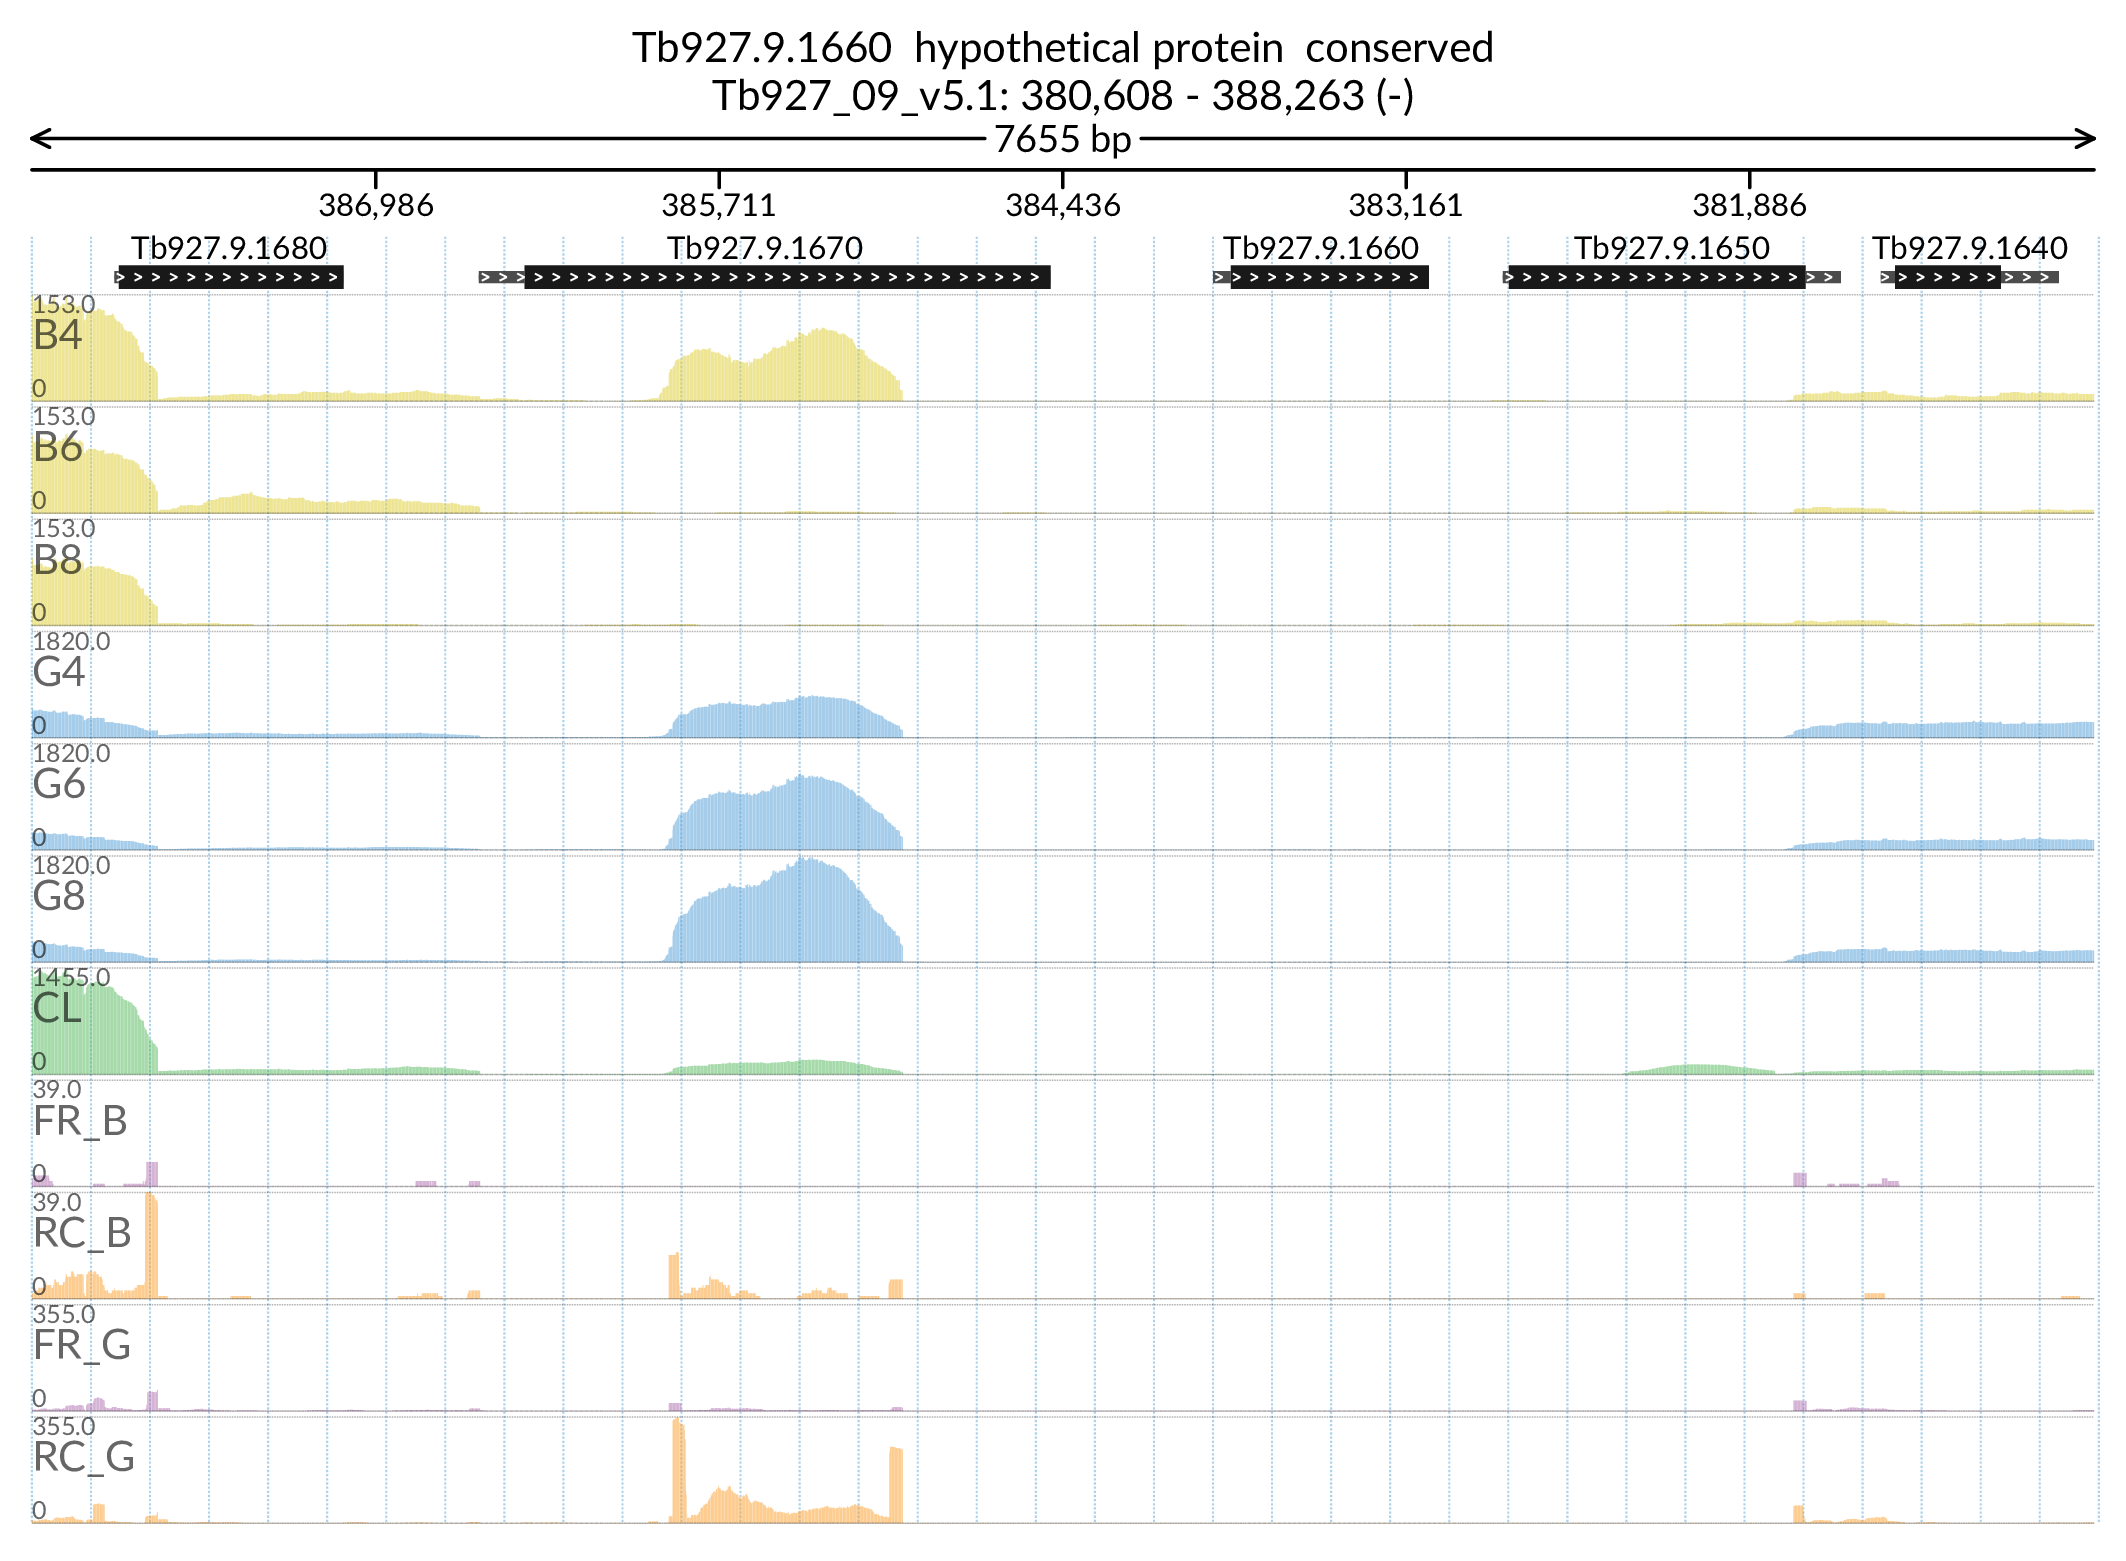 Tb927.9.1660  hypothetical protein  conserved
Tb927_09_v5.1: 380,608 - 388,263 (-)
7655 bp
386,986 385,711 384,436 383,161 381,886
Tb927.9.1680 Tb927.9.1670 Tb927.9.1660 Tb927.9.1650 Tb927.9.1640
153.0
B4
0
153.0
B6
0
153.0
B8
0
1820.0
G4
0
1820.0
G6
0
1820.0
G8
0
1455.0
CL
0
39.0
FR_B
0
39.0
RC_B
0
355.0
FR_G
0
355.0
RC_G
0